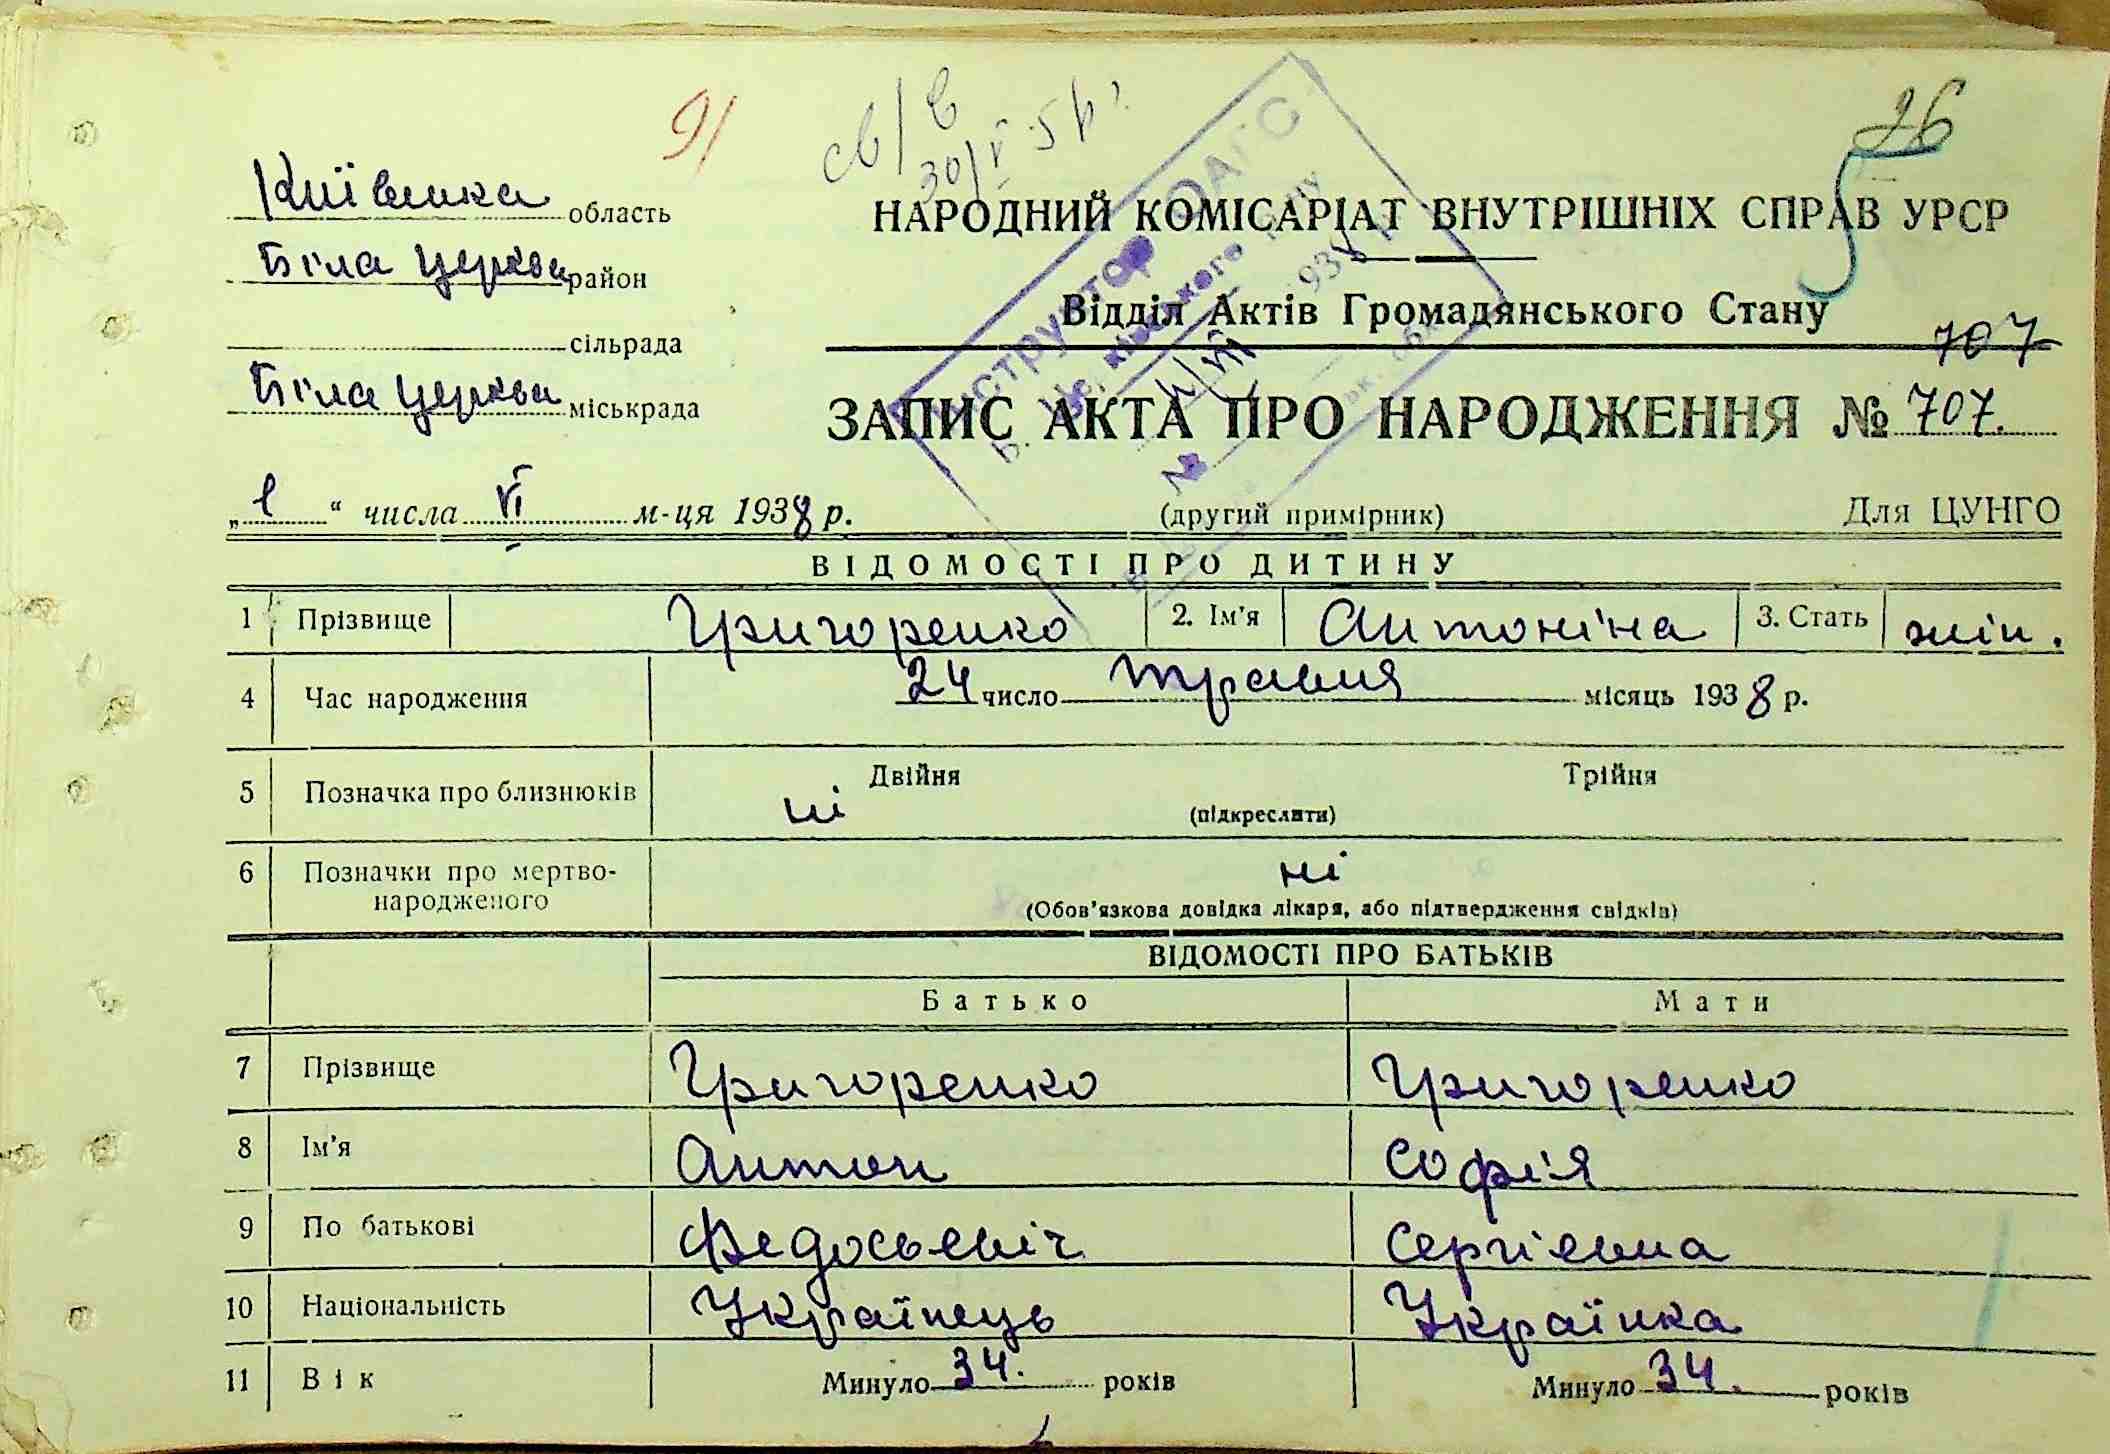 91
св/в
30/V 51 г.
26
Київська область
Біла Церква район
сільрада
Біла Церква міськрада
НАРОДНИЙ КОМІСАРІАТ ВНУТРІШНІХ СПРАВ УРСР
Відділ Актів Громадянського Стану
707
ЗАПИС АКТА ПРО НАРОДЖЕННЯ № 707.
„1“ числа VI м-ця 1938 р.
(другий примірник)
Для ЦУНГО
ВІДОМОСТІ ПРО ДИТИНУ
1 Прізвище Григоренко 2. Ім'я Антоніна 3. Стать жін.
4 Час народження 24 число травня місяць 1938 р.
5 Позначка про близнюків ні Двійня Трійня
(підкреслити)
6 Позначки про мертво-
народженого ні
(Обов'язкова довідка лікаря, або підтвердження свідків)
ВІДОМОСТІ ПРО БАТЬКІВ
Батько Мати
7 Прізвище Григоренко Григоренко
8 Ім'я Антон Софія
9 По батькові Федосьевіч Сергієвна
10 Національність Українець Українка
11 Вік Минуло 34. років Минуло 34. років